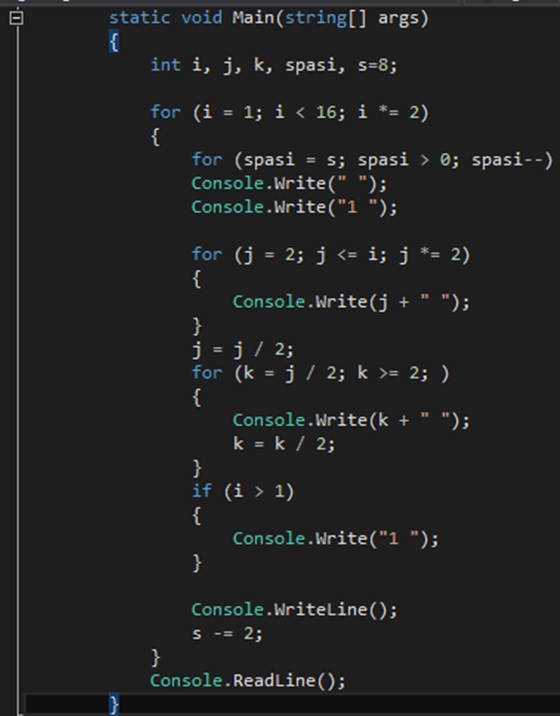 static void Main(string[] args)
{
int i, j, k, spasi, s=8;
for (i = 1; i < 16; i *= 2)
{
for (spasi = s; spasi > 0; spasi--)
Console.Write(" ");
Console.Write("1 ");
for (j = 2; j <= i; j *= 2)
{
Console.Write(j + " ");
}
j = j / 2;
for (k = j / 2; k >= 2; )
{
Console.Write(k + " ");
k = k / 2;
}
if (i > 1)
{
Console.Write("1 ");
}
Console.WriteLine();
s -= 2;
}
Console.ReadLine();
}